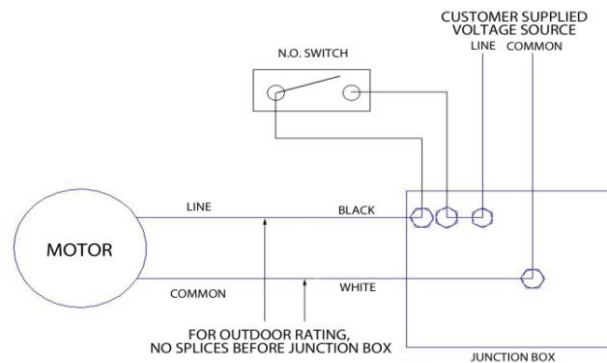 CUSTOMER SUPPLIED
VOLTAGE SOURCE
LINE COMMON
N.O. SWITCH
LINE BLACK
MOTOR
COMMON WHITE
FOR OUTDOOR RATING,
NO SPLICES BEFORE JUNCTION BOX
JUNCTION BOX